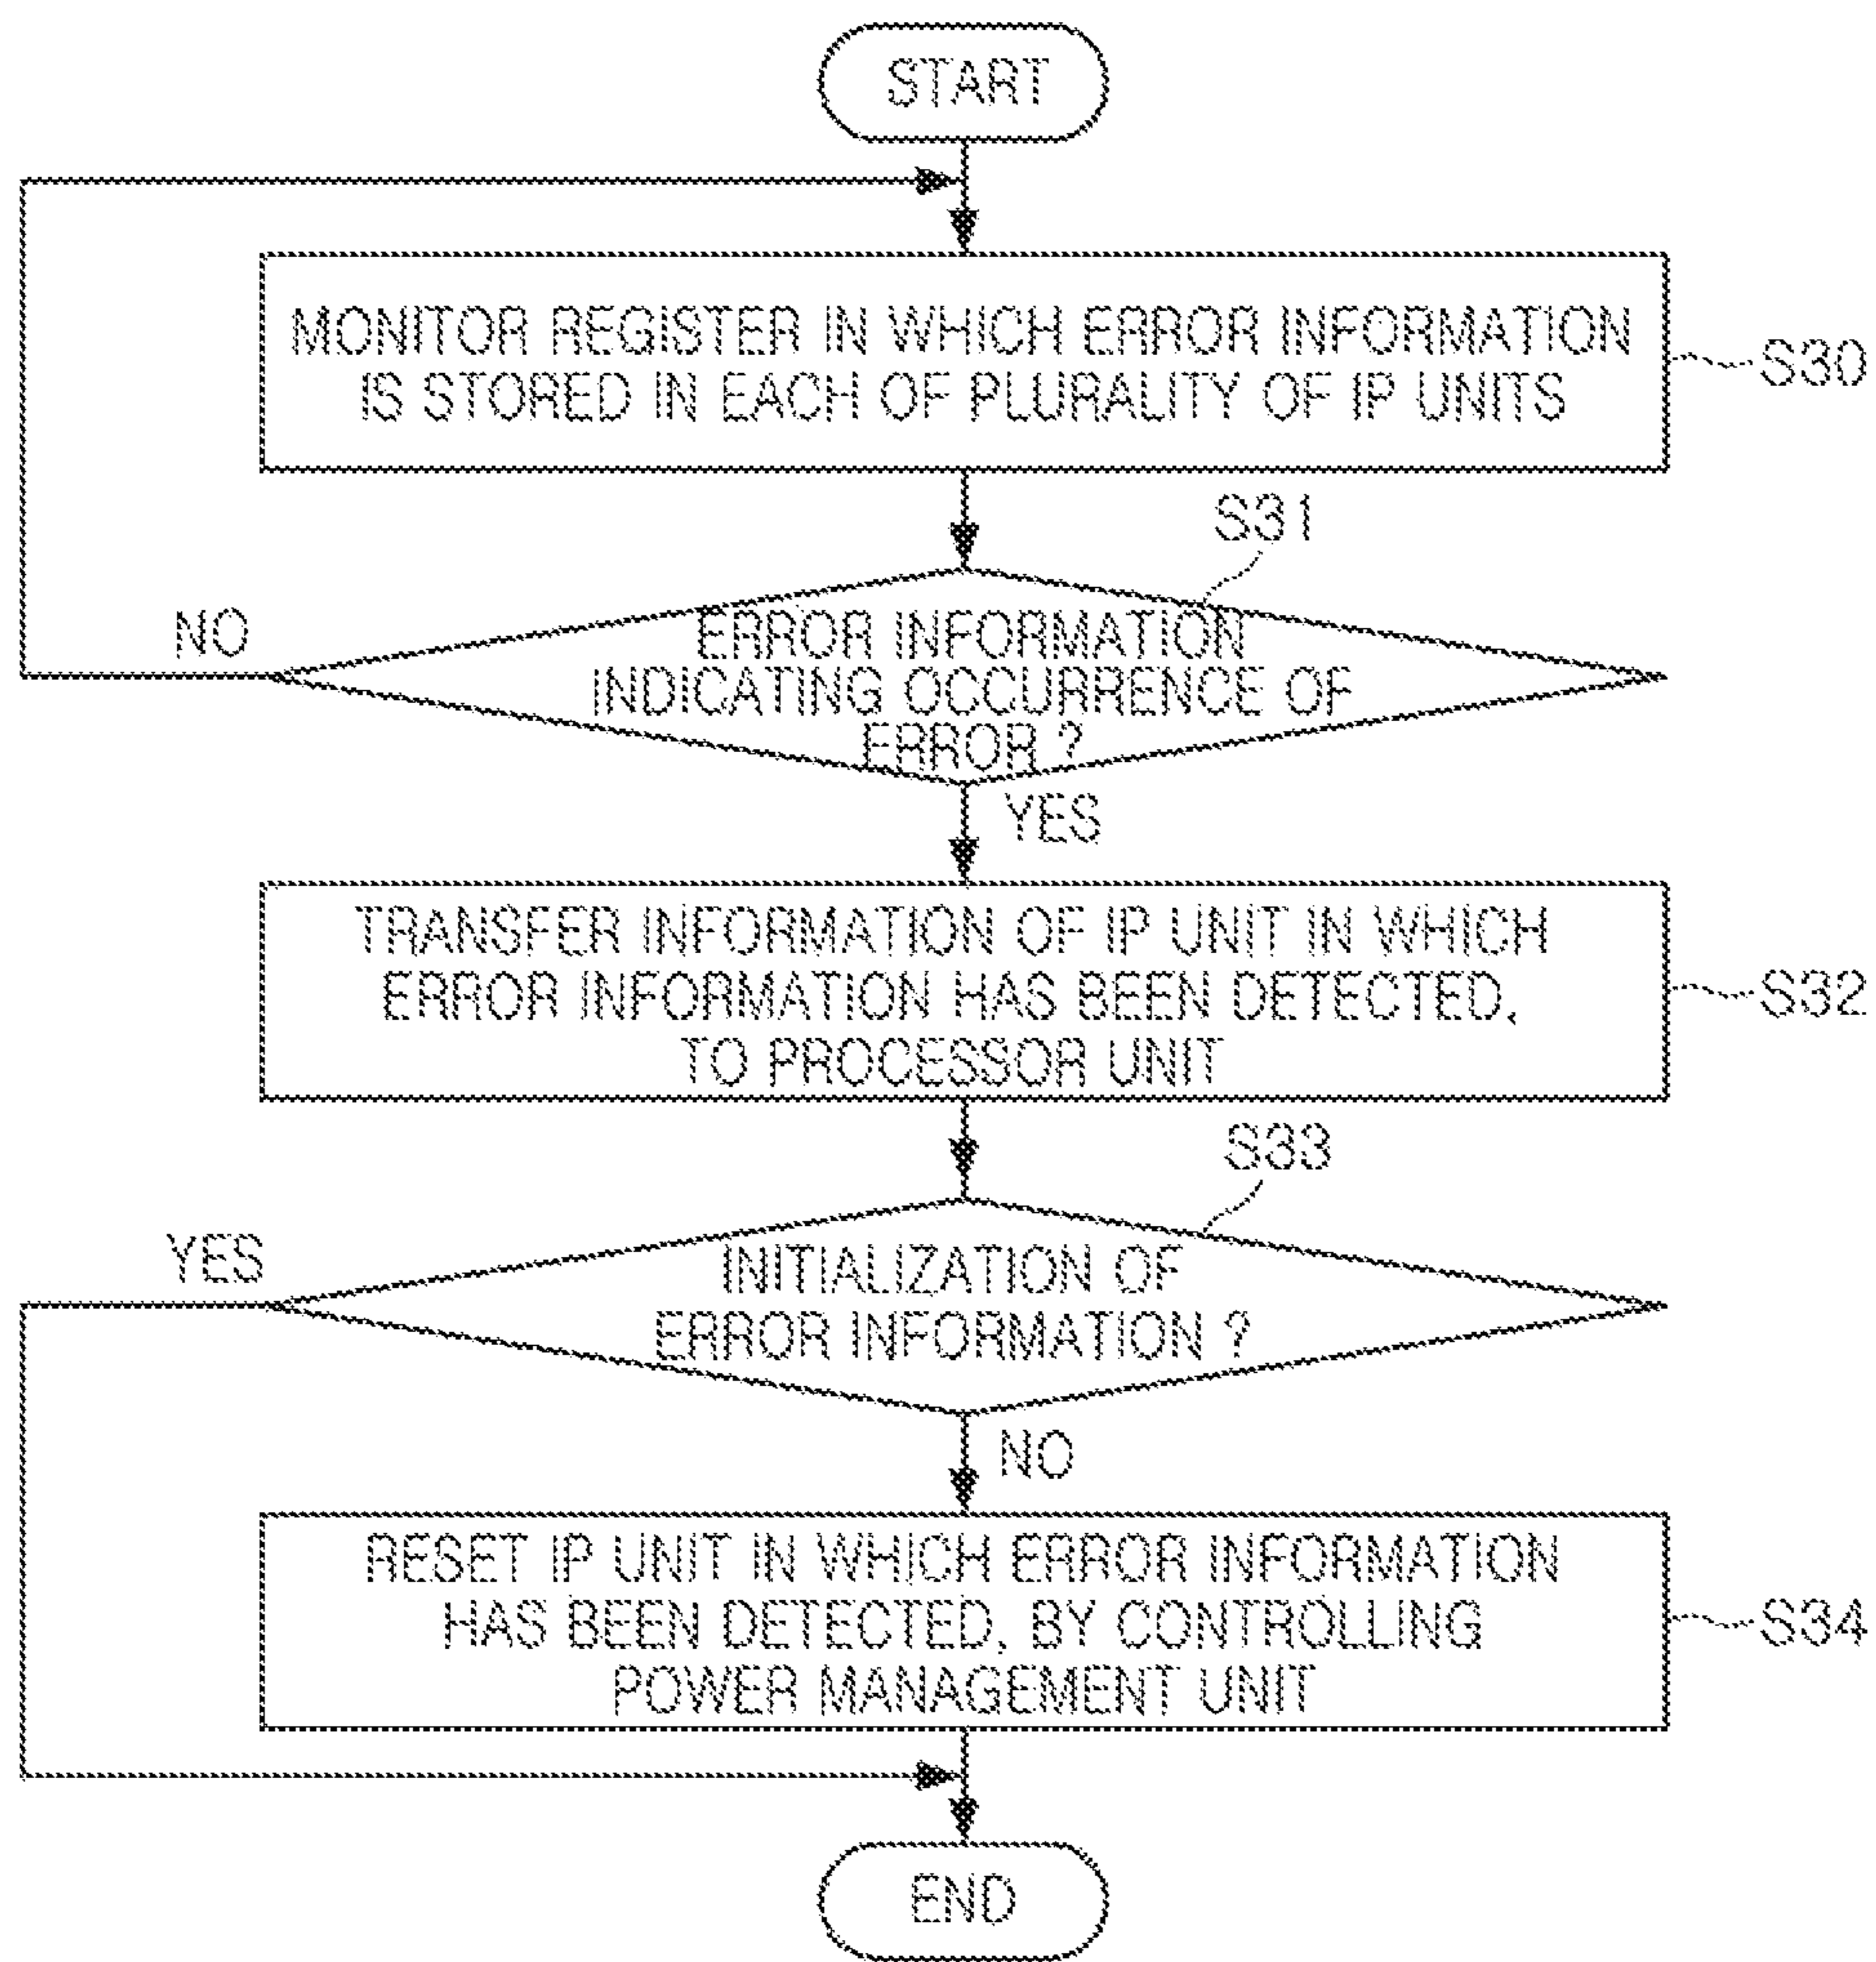 START
MONITOR REGISTER IN WHICH ERROR INFORMATION
IS STORED IN EACH OF PLURALITY OF IP UNITS
S30
S31
NO
ERROR INFORMATION
INDICATING OCCURRENCE OF
ERROR ?
YES
TRANSFER INFORMATION OF IP UNIT IN WHICH
ERROR INFORMATION HAS BEEN DETECTED,
TO PROCESSOR UNIT
S32
S33
YES
INITIALIZATION OF
ERROR INFORMATION ?
NO
RESET IP UNIT IN WHICH ERROR INFORMATION
HAS BEEN DETECTED, BY CONTROLLING
POWER MANAGEMENT UNIT
S34
END